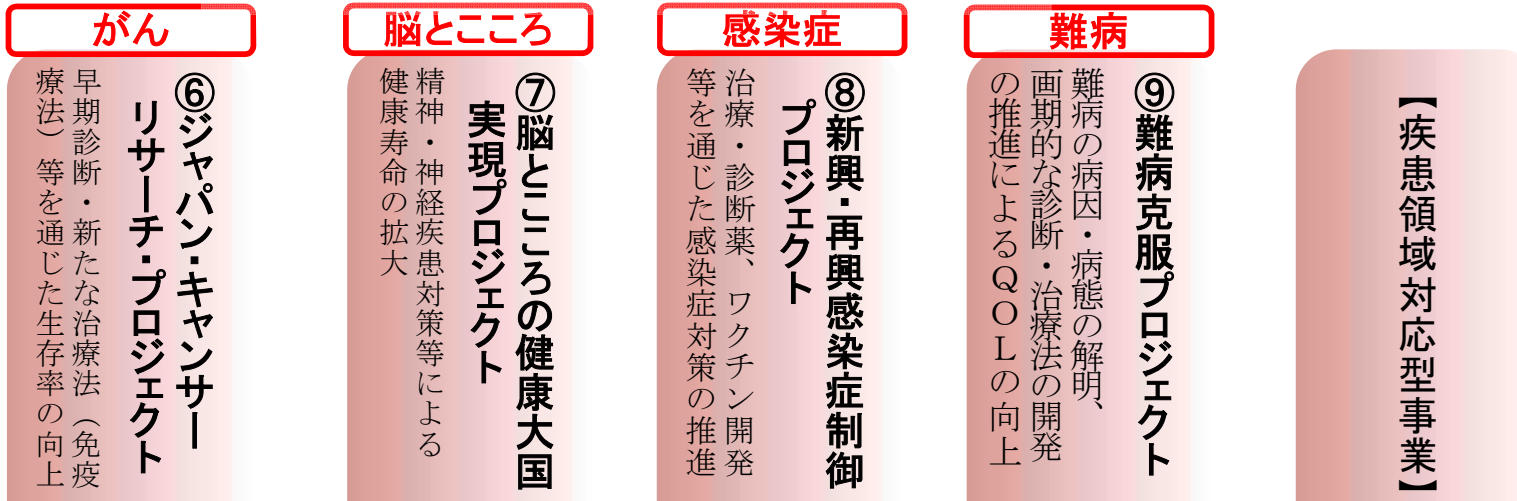 【疾患領域対応型事業】
難病
⑨難病克服プロジェクト
難病の病因・病態の解明、
画期的な診断・治療法の開発
の推進によるＱＯＬの向上
感染症
⑧新興・再興感染症制御
プロジェクト
治療・診断薬、ワクチン開発
等を通じた感染症対策の推進
脳とこころ
⑦脳とこころの健康大国
実現プロジェクト
精神・神経疾患対策等による
健康寿命の拡大
がん
⑥ジャパン・キャンサー
リサーチ・プロジェクト
早期診断・新たな治療法（免疫
療法）等を通じた生存率の向上